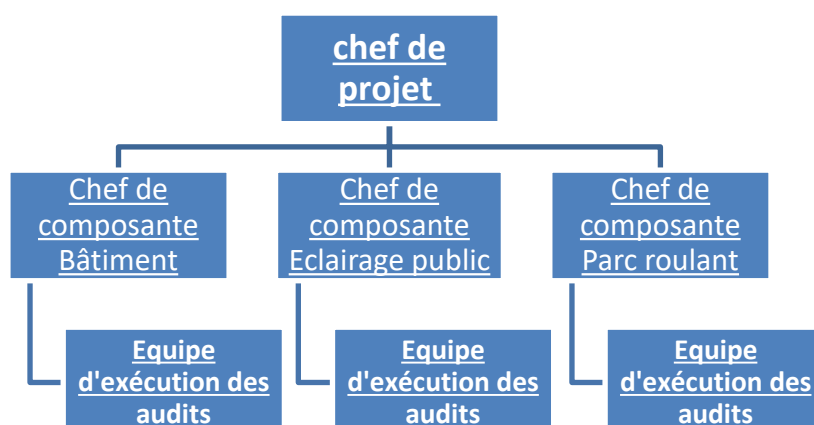 chef de
projet
Chef de
composante
Bâtiment
Chef de
composante
Eclairage public
Chef de
composante
Parc roulant
Equipe
d'exécution des
audits
Equipe
d'exécution des
audits
Equipe
d'exécution des
audits